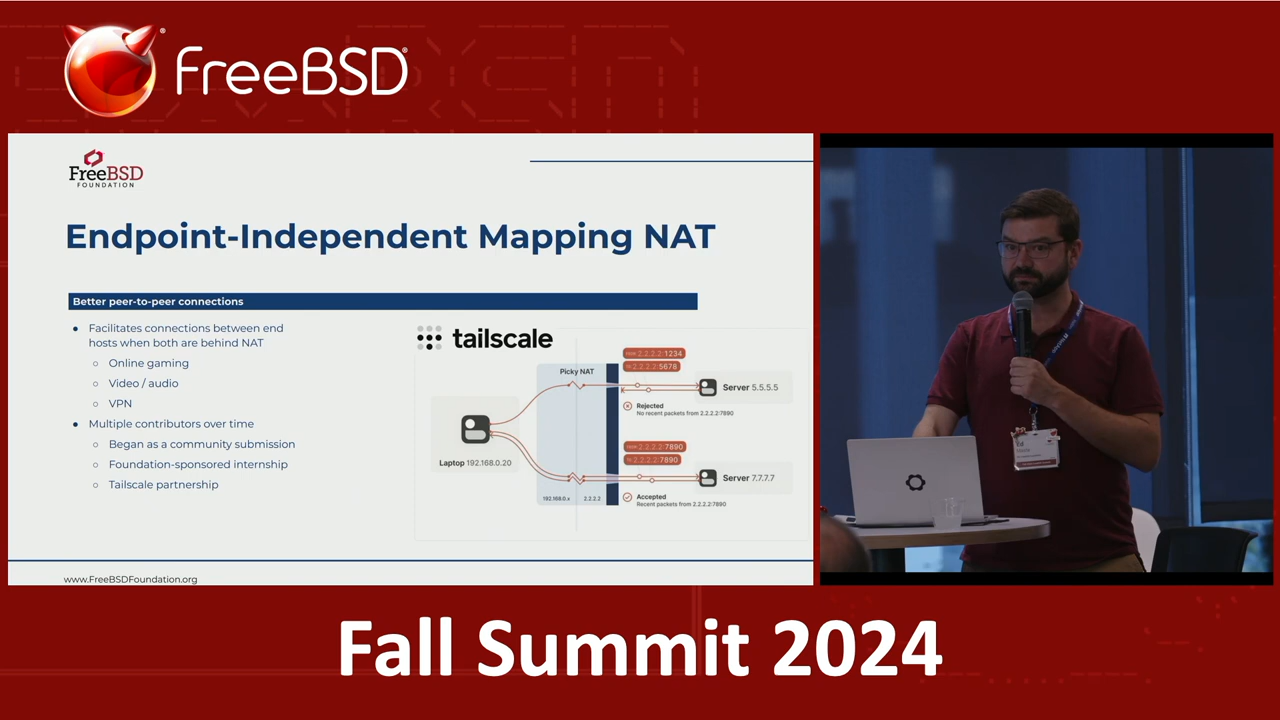 FreeBSD®
FreeBSD
FOUNDATION
Endpoint-Independent Mapping NAT
Better peer-to-peer connections
● Facilitates connections between end
hosts when both are behind NAT
○ Online gaming
○ Video / audio
○ VPN
● Multiple contributors over time
○ Began as a community submission
○ Foundation-sponsored internship
○ Tailscale partnership
tailscale
Picky NAT
2.2.2.2:1234
2.2.2.2:5678
Server 5.5.5.5
Rejected
No recent packets from 2.2.2.2:7890
Laptop 192.168.0.20
2.2.2.2:7890
2.2.2.2:7890
Server 7.7.7.7
192.168.0.x 2.2.2.2
Accepted
Recent packets from 2.2.2.2:7890
www.FreeBSDFoundation.org
Fall Summit 2024